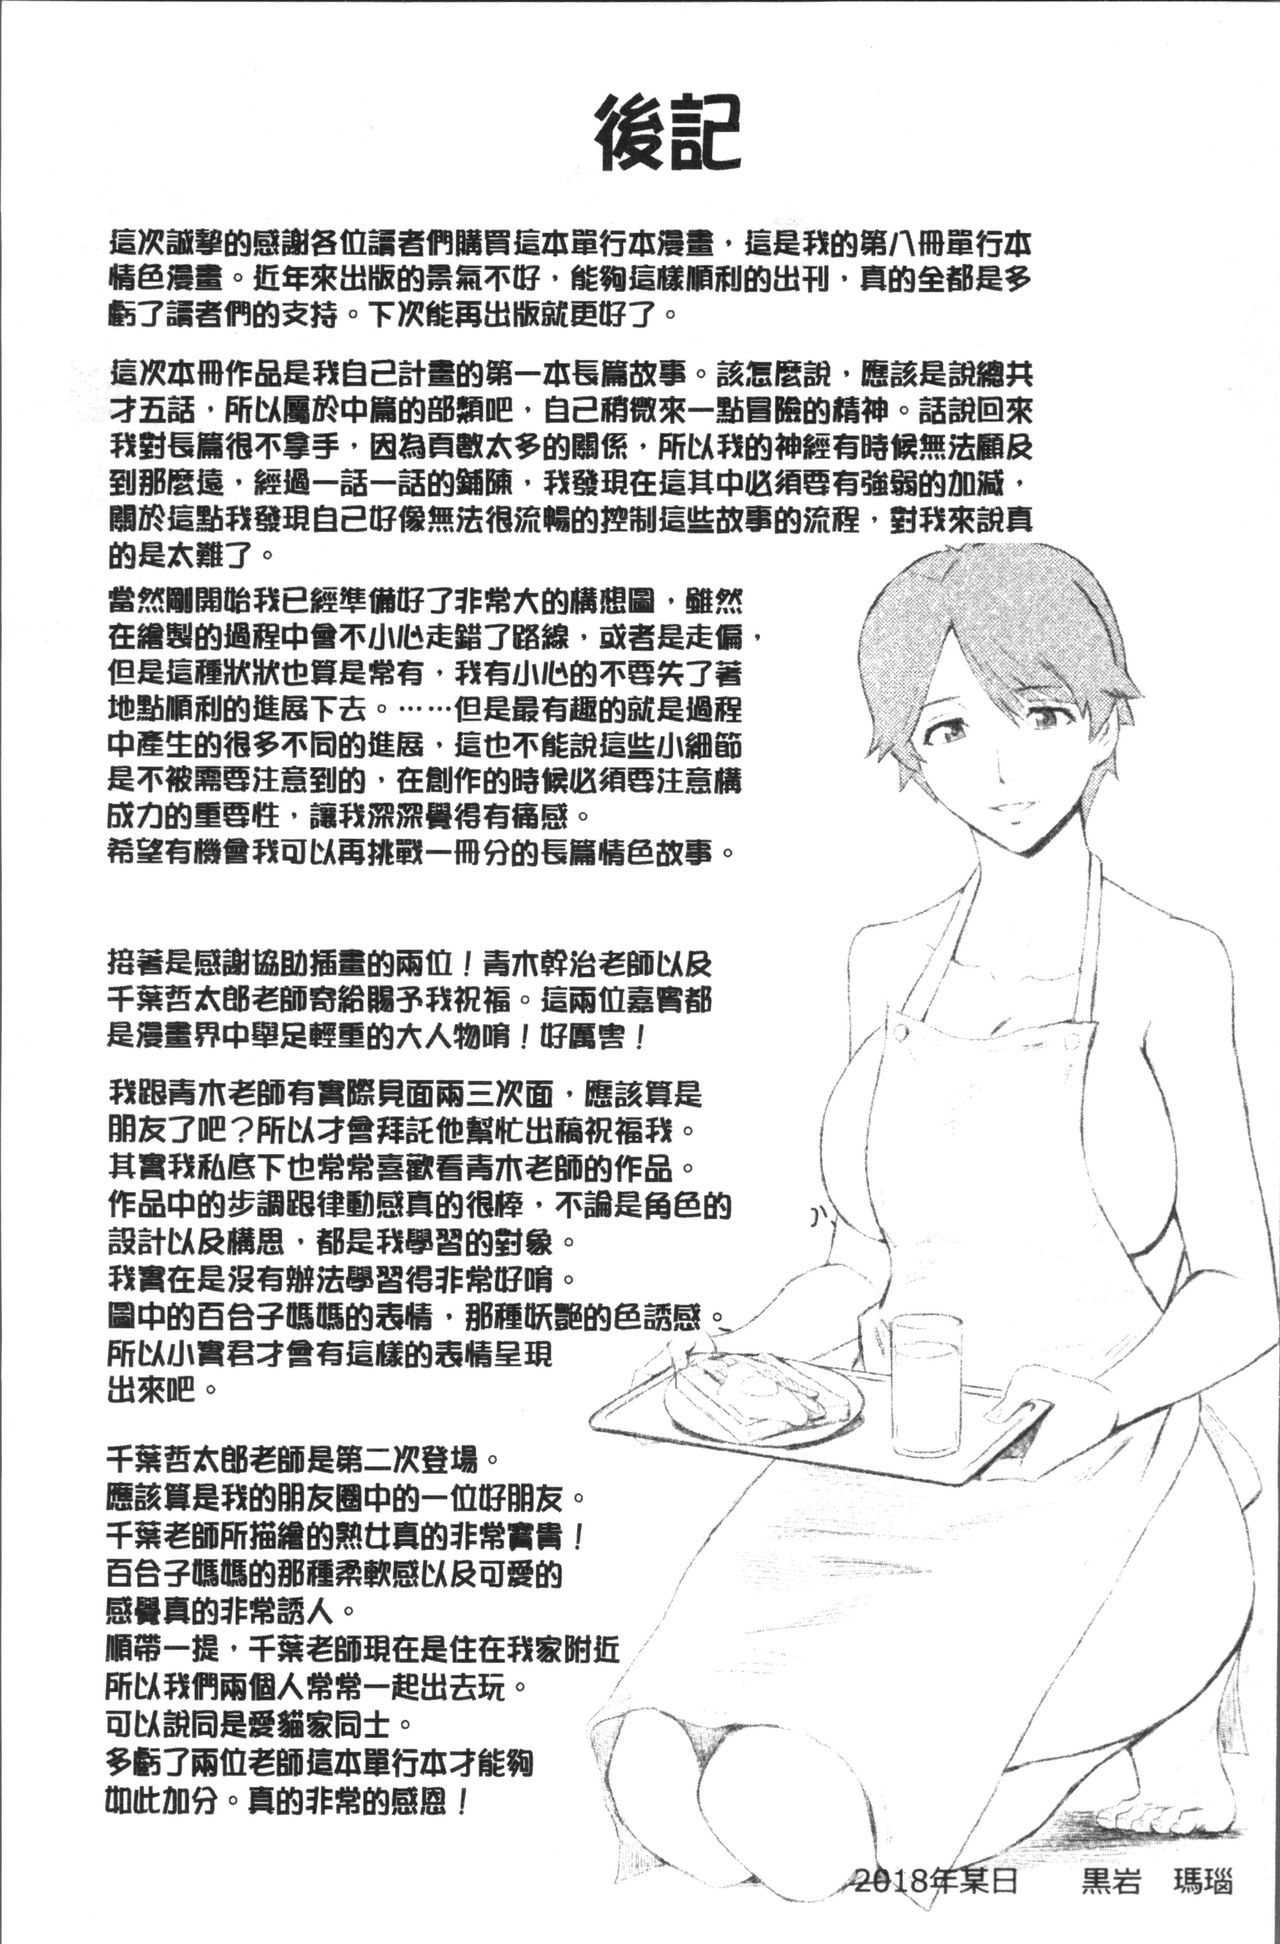 後記
這次誠摯的感謝各位讀者們購買這本單行本漫畫，這是我的第八冊單行本
情色漫畫。近年來出版的景氣不好，能夠這樣順利的出刊，真的全都是多
虧了讀者們的支持。下次能再出版就更好了。
這次本冊作品是我自己計畫的第一本長篇故事。該怎麼說，應該是說總共
才五話，所以屬於中篇的部類吧，自己稍微來一點冒險的精神。話說回來
我對長篇很不拿手，因為頁數太多的關係，所以我的神經有時候無法顧及
到那麼遠，經過一話一話的鋪陳，我發現在這其中必須要有強弱的加減，
關於這點我發現自己好像無法很流暢的控制這些故事的流程，對我來說真
的是太難了。
當然剛開始我已經準備好了非常大的構想圖，雖然
在繪製的過程中會不小心走錯了路線，或者是走偏，
但是這種狀狀也算是常有，我有小心的不要失了著
地點順利的進展下去。……但是最有趣的就是過程
中產生的很多不同的進展，這也不能說這些小細節
是不被需要注意到的，在創作的時候必須要注意構
成力的重要性，讓我深深覺得有痛感。
希望有機會我可以再挑戰一冊分的長篇情色故事。
接著是感謝協助插畫的兩位！青木幹治老師以及
千葉哲太郎老師寄給賜予我祝福。這兩位嘉賓都
是漫畫界中舉足輕重的大人物唷！好厲害！
我跟青木老師有實際見面兩三次面，應該算是
朋友了吧？所以才會拜託他幫忙出稿祝福我。
其實我私底下也常常喜歡看青木老師的作品。
作品中的步調跟律動感真的很棒，不論是角色的
設計以及構思，都是我學習的對象。
我實在是沒有辦法學習得非常好唷。
圖中的百合子媽媽的表情，那種妖艷的色誘感。
所以小實君才會有這樣的表情呈現
出來吧。
千葉哲太郎老師是第二次登場。
應該算是我的朋友圈中的一位好朋友。
千葉老師所描繪的熟女真的非常寶貴！
百合子媽媽的那種柔軟感以及可愛的
感覺真的非常誘人。
順帶一提，千葉老師現在是住在我家附近
所以我們兩個人常常一起出去玩。
可以說同是愛貓家同士。
多虧了兩位老師這本單行本才能夠
如此加分。真的非常的感恩！
2018年某日　　黒岩　瑪瑙